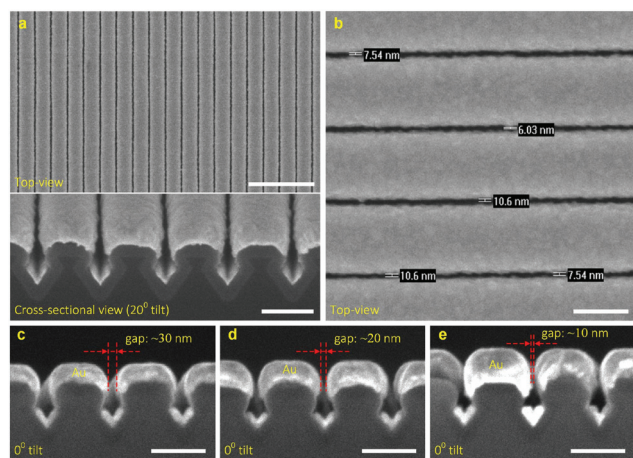 a
Top-view
Cross-sectional view (20⁰ tilt)
b
7.54 nm
6.03 nm
10.6 nm
10.6 nm
7.54 nm
Top-view
c
gap: ~30 nm
Au
0⁰ tilt
d
gap: ~20 nm
Au
0⁰ tilt
e
gap: ~10 nm
Au
0⁰ tilt